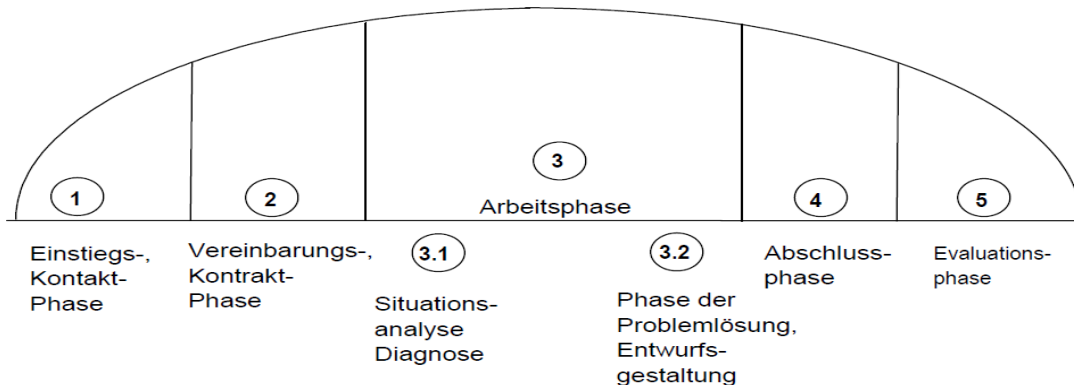 1
Einstiegs-,
Kontakt-
Phase
2
Vereinbarungs-,
Kontrakt-
Phase
3
Arbeitsphase
3.1
Situations-
analyse
Diagnose
3.2
Phase der
Problemlösung,
Entwurfs-
gestaltung
4
Abschluss-
phase
5
Evaluations-
phase